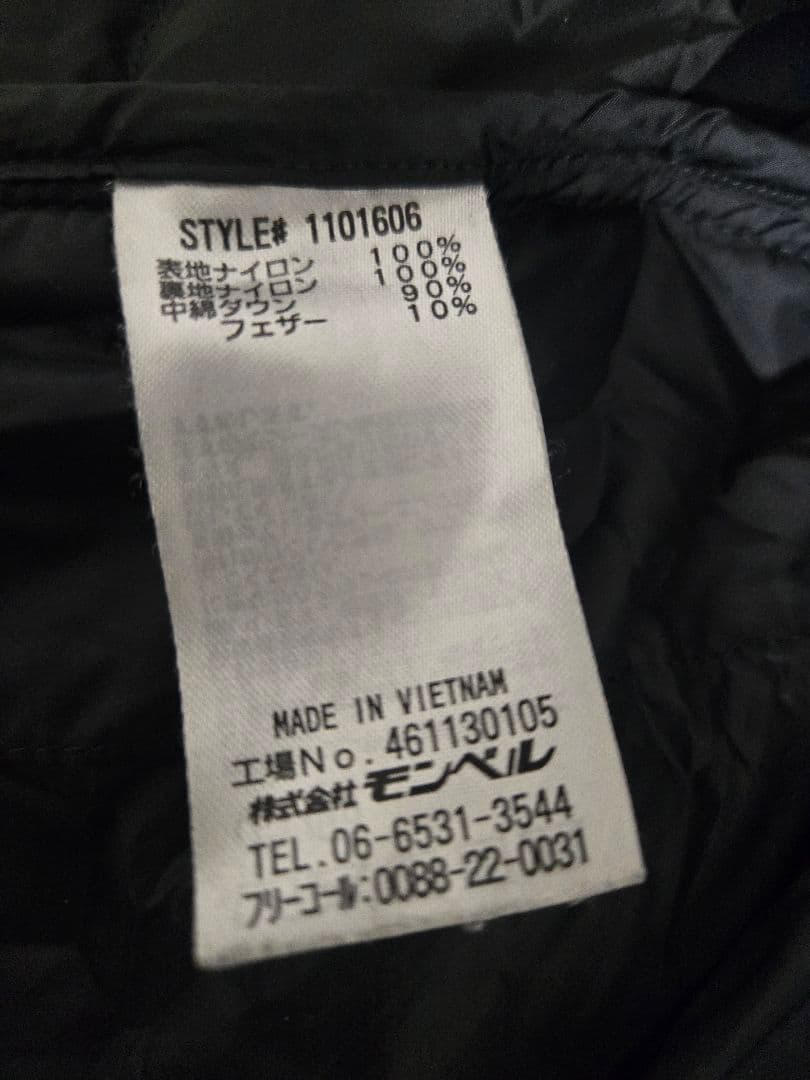 STYLE# 1101606
表地ナイロン 100%
裏地ナイロン 100%
中綿ダウン 90%
フェザー 10%
MADE IN VIETNAM
工場No. 461130105
株式会社モンベル
TEL.06-6531-3544
フリーコール:0088-22-0031